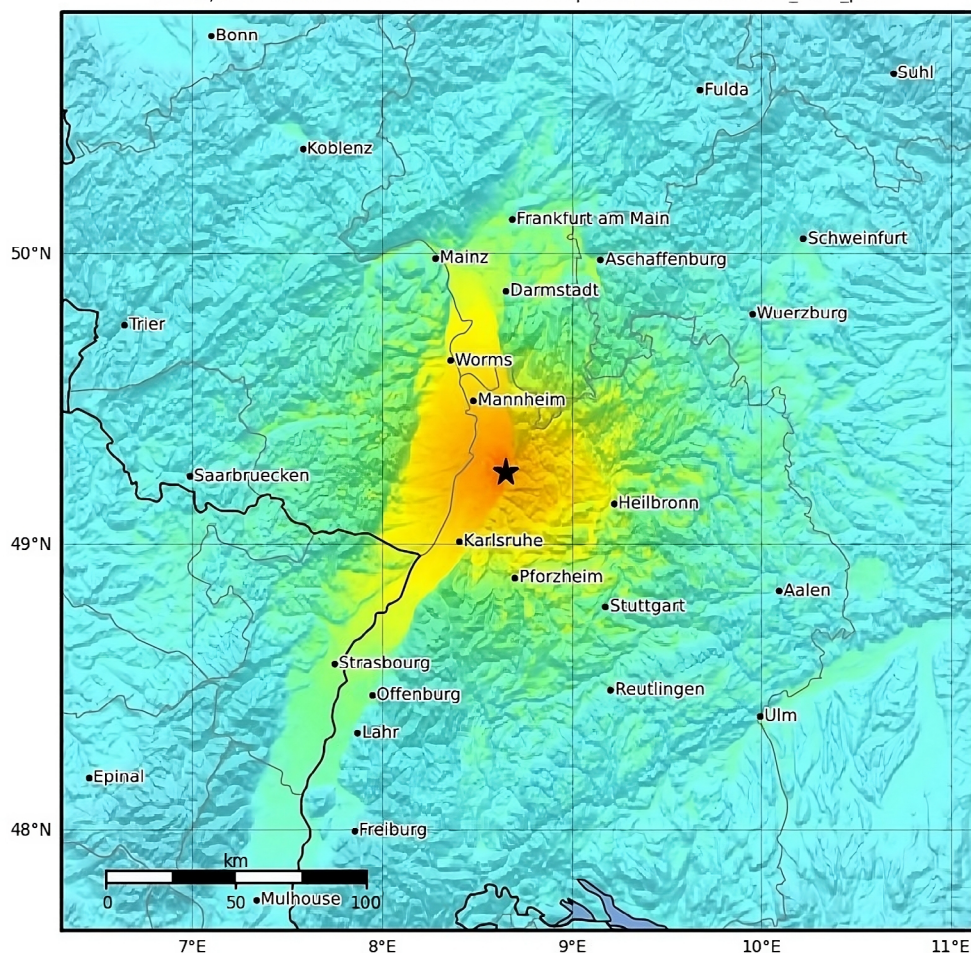 Bonn
Suhl
Fulda
Koblenz
Frankfurt am Main
Schweinfurt
50°N
Mainz
Aschaffenburg
Darmstadt
Wuerzburg
Trier
Worms
Mannheim
Saarbruecken
Heilbronn
49°N
Karlsruhe
Pforzheim
Aalen
Stuttgart
Strasbourg
Offenburg
Reutlingen
Ulm
Lahr
Epinal
48°N
Freiburg
km
0 50 100
Mulhouse
7°E 8°E 9°E 10°E 11°E